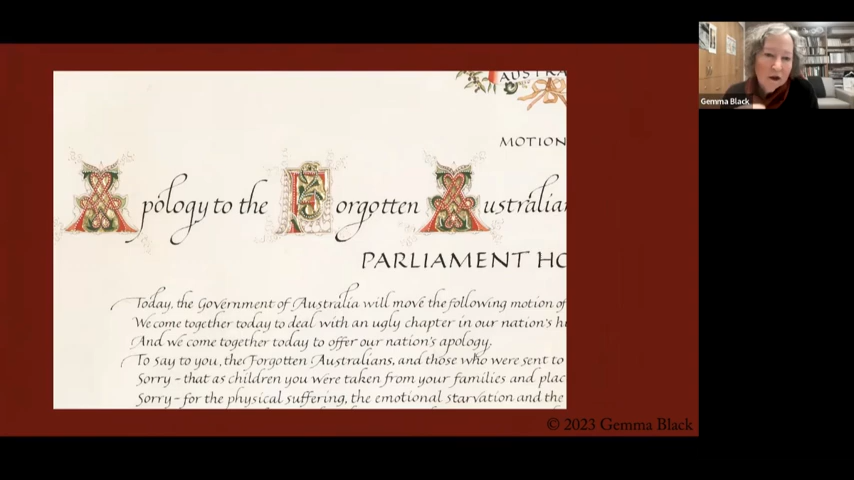 AUSTRA
MOTION
Apology to the Forgotten Australian
PARLIAMENT HO
Today, the Government of Australia will move the following motion of
We come together today to deal with an ugly chapter in our nation's hi
And we come together today to offer our nation's apology.
To say to you, the Forgotten Australians, and those who were sent to
Sorry – that as children you were taken from your families and plac
Sorry – for the physical suffering, the emotional starvation and the
© 2023 Gemma Black
Gemma Black